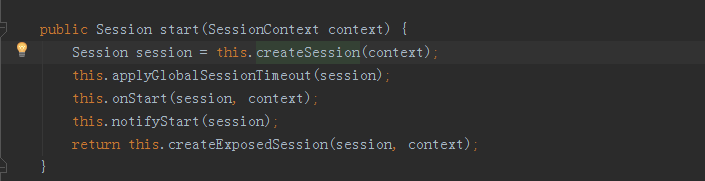 public Session start(SessionContext context) {
Session session = this.createSession(context);
this.applyGlobalSessionTimeout(session);
this.onStart(session, context);
this.notifyStart(session);
return this.createExposedSession(session, context);
}